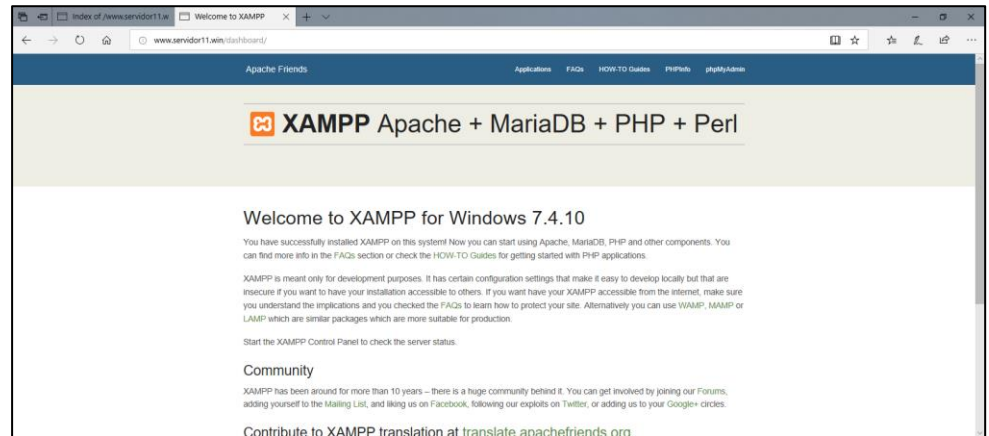 Index of /www.servidor11.w
Welcome to XAMPP
www.servidor11.win/dashboard/
Apache Friends
Applications FAQs HOW-TO Guides PHPInfo phpMyAdmin
XAMPP Apache + MariaDB + PHP + Perl
Welcome to XAMPP for Windows 7.4.10
You have successfully installed XAMPP on this system! Now you can start using Apache, MariaDB, PHP and other components. You
can find more info in the FAQs section or check the HOW-TO Guides for getting started with PHP applications.
XAMPP is meant only for development purposes. It has certain configuration settings that make it easy to develop locally but that are
insecure if you want to have your installation accessible to others. If you want have your XAMPP accessible from the internet, make sure
you understand the implications and you checked the FAQs to learn how to protect your site. Alternatively you can use WAMP, MAMP or
LAMP which are similar packages which are more suitable for production.
Start the XAMPP Control Panel to check the server status.
Community
XAMPP has been around for more than 10 years – there is a huge community behind it. You can get involved by joining our Forums,
adding yourself to the Mailing List, and liking us on Facebook, following our exploits on Twitter, or adding us to your Google+ circles.
Contribute to XAMPP translation at translate.apachefriends.org